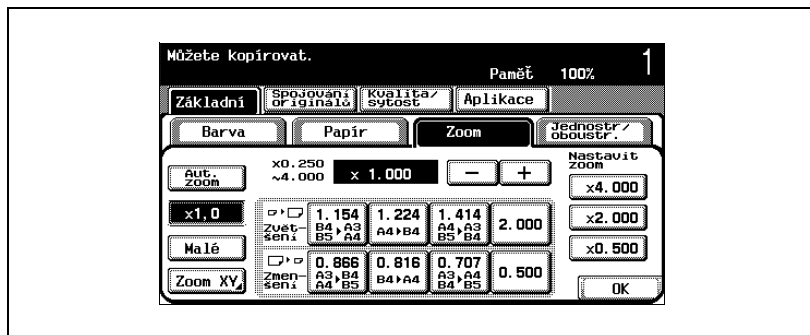 Můžete kopírovat.
Paměť 100% 1
Základní
Spojování
originálů
Kvalita/
sytost
Aplikace
Barva
Papír
Zoom
Jednostr/
oboustr.
Aut.
zoom
x0.250
~4.000
x 1.000
− +
Nastavit
zoom
x4.000
x1,0
Zvět-
šení
1.154
B4▸A3
B5▸A4
1.224
A4▸B4
1.414
A4▸A3
B5▸B4
2.000
x2.000
Malé
x0.500
Zoom XY
Zmen-
šení
0.866
A3▸B4
A4▸B5
0.816
B4▸A4
0.707
A3▸A4
B4▸B5
0.500
OK